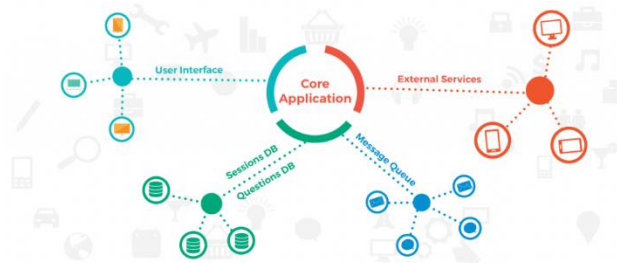 User Interface
Core
Application
External Services
Sessions DB
Questions DB
Message Queue